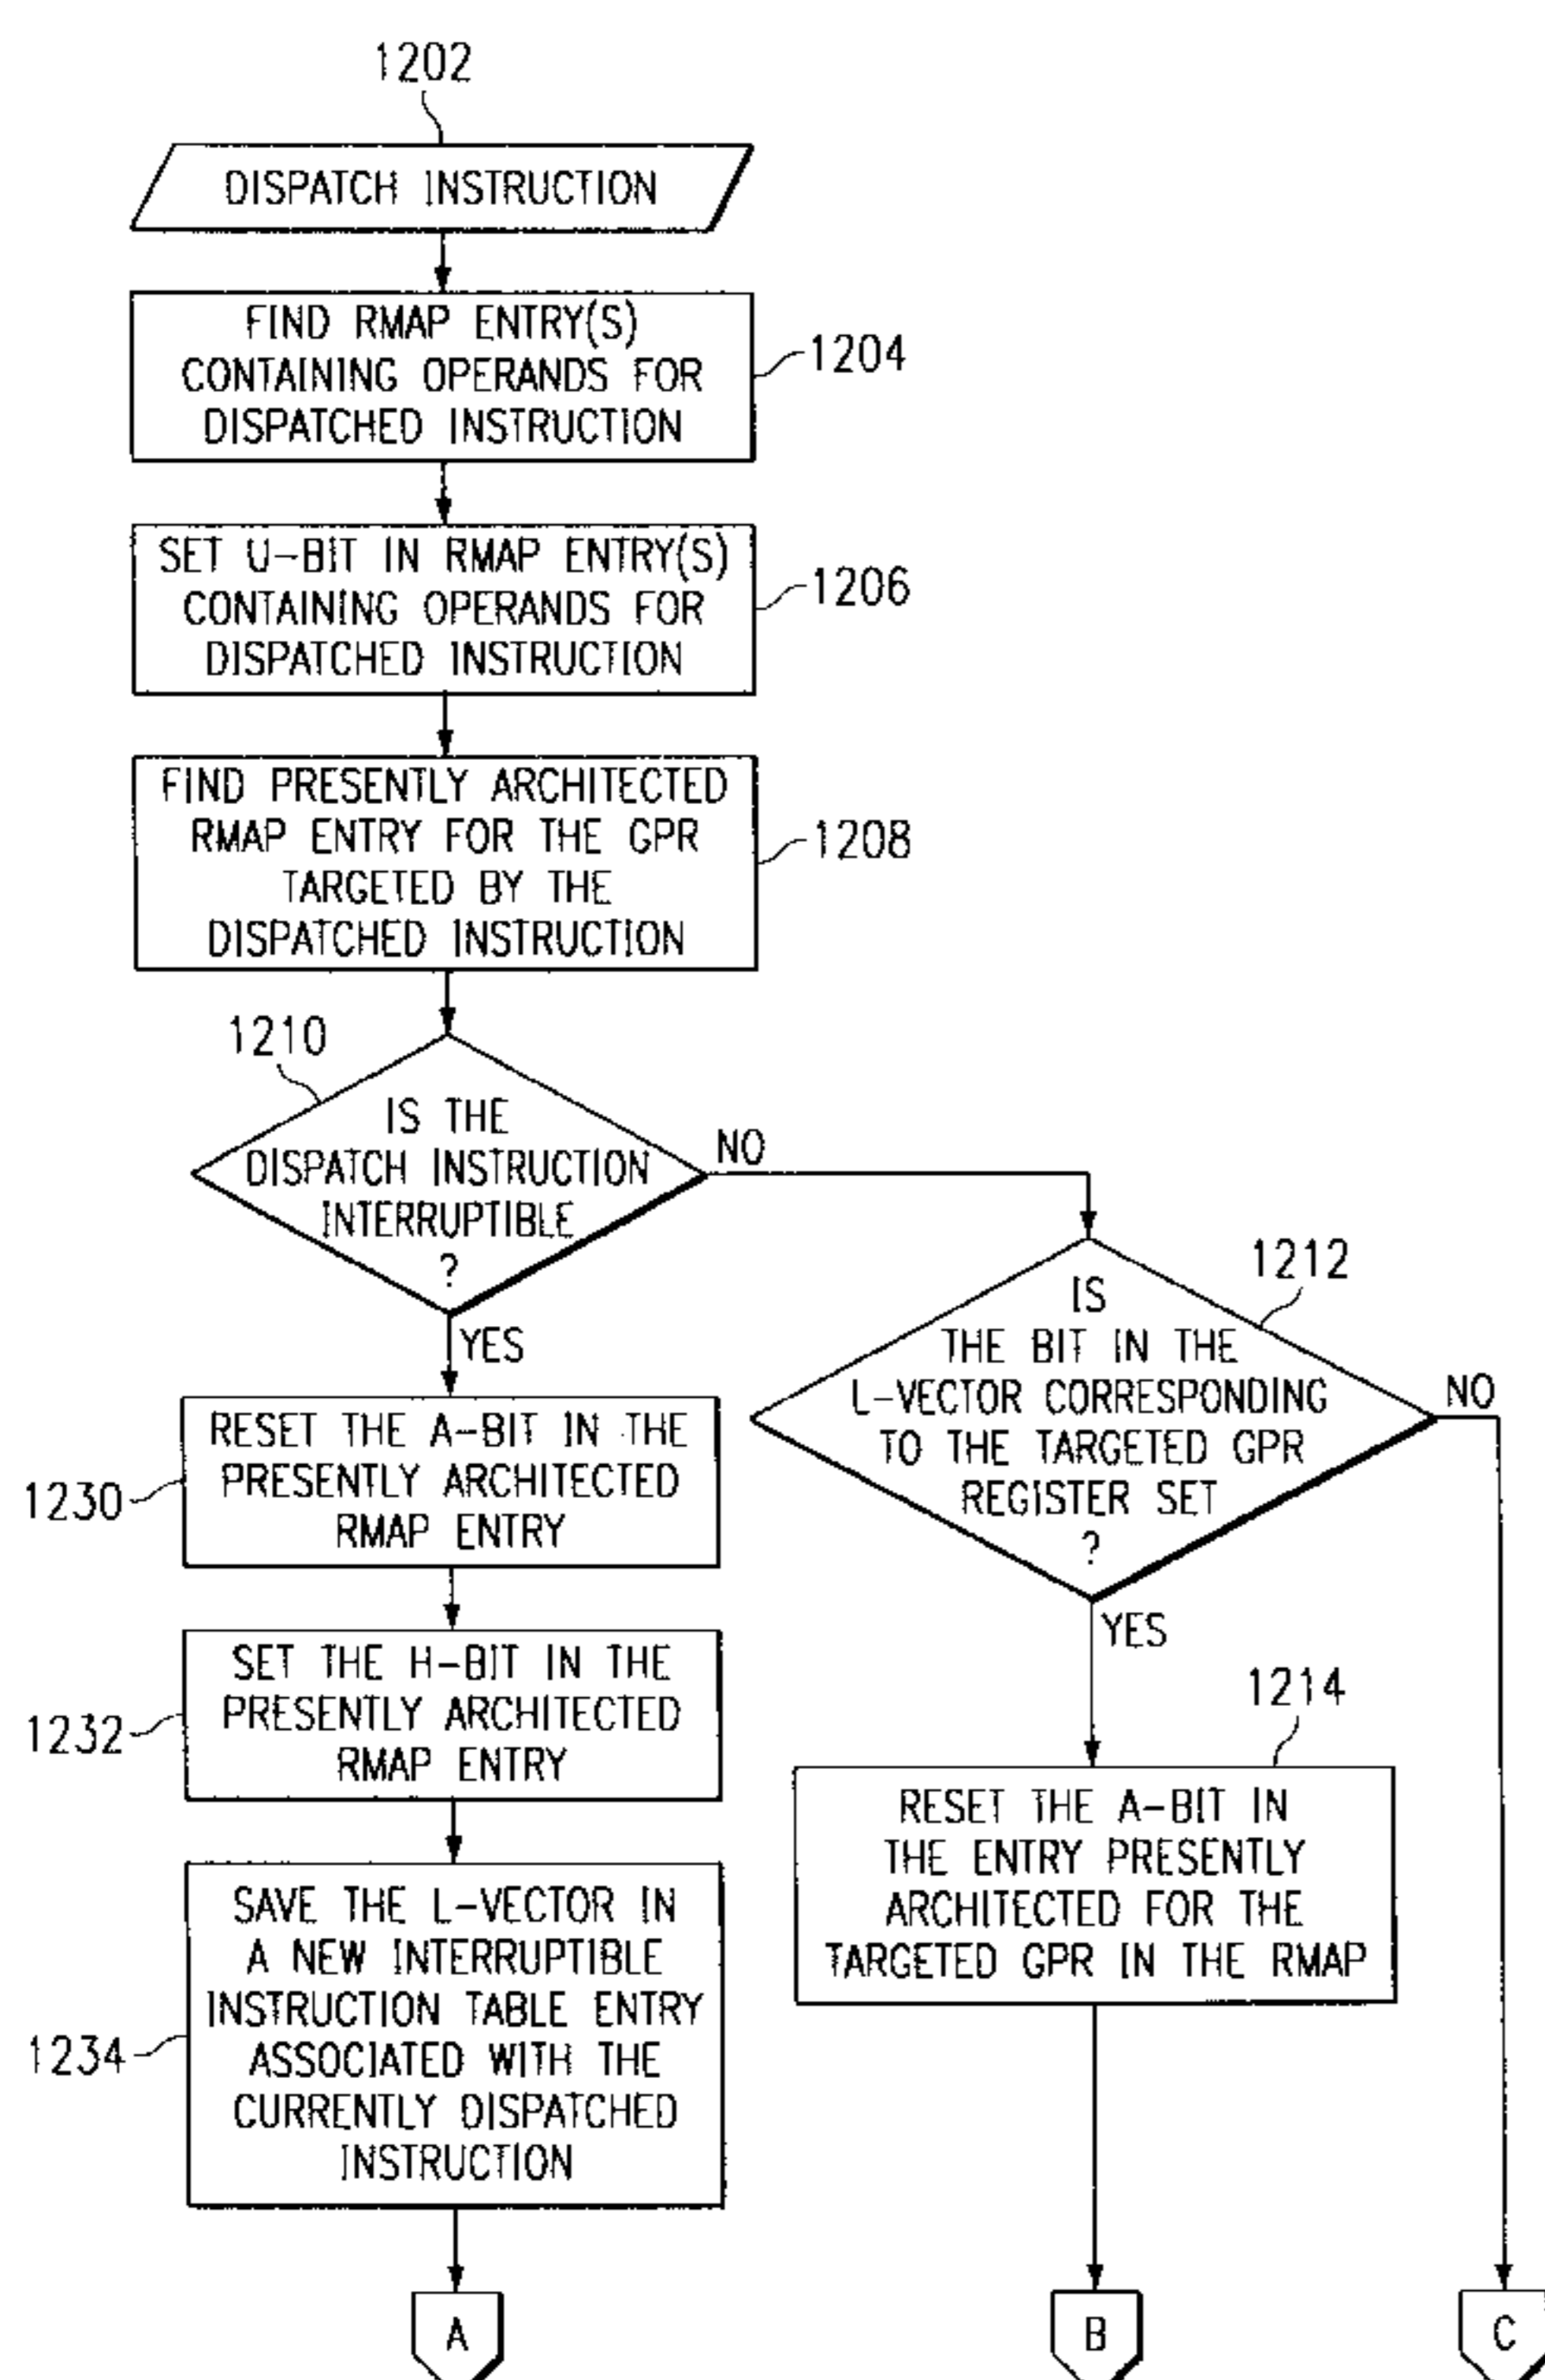 1202
DISPATCH INSTRUCTION
FIND RMAP ENTRY(S)
CONTAINING OPERANDS FOR
DISPATCHED INSTRUCTION
1204
SET U-BIT IN RMAP ENTRY(S)
CONTAINING OPERANDS FOR
DISPATCHED INSTRUCTION
1206
FIND PRESENTLY ARCHITECTED
RMAP ENTRY FOR THE GPR
TARGETED BY THE
DISPATCHED INSTRUCTION
1208
1210
IS THE
DISPATCH INSTRUCTION
INTERRUPTIBLE
?
NO
YES
1212
IS
THE BIT IN THE
L-VECTOR CORRESPONDING
TO THE TARGETED GPR
REGISTER SET
?
NO
YES
RESET THE A-BIT IN THE
PRESENTLY ARCHITECTED
RMAP ENTRY
1230
SET THE H-BIT IN THE
PRESENTLY ARCHITECTED
RMAP ENTRY
1232
1214
RESET THE A-BIT IN
THE ENTRY PRESENTLY
ARCHITECTED FOR THE
TARGETED GPR IN THE RMAP
SAVE THE L-VECTOR IN
A NEW INTERRUPTIBLE
INSTRUCTION TABLE ENTRY
ASSOCIATED WITH THE
CURRENTLY DISPATCHED
INSTRUCTION
1234
A
B
C